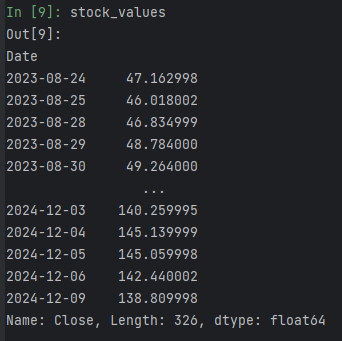 In [9]: stock_values
Out[9]:
Date
2023-08-24     47.162998
2023-08-25     46.018002
2023-08-28     46.834999
2023-08-29     48.784000
2023-08-30     49.264000
...
2024-12-03    140.259995
2024-12-04    145.139999
2024-12-05    145.059998
2024-12-06    142.440002
2024-12-09    138.809998
Name: Close, Length: 326, dtype: float64